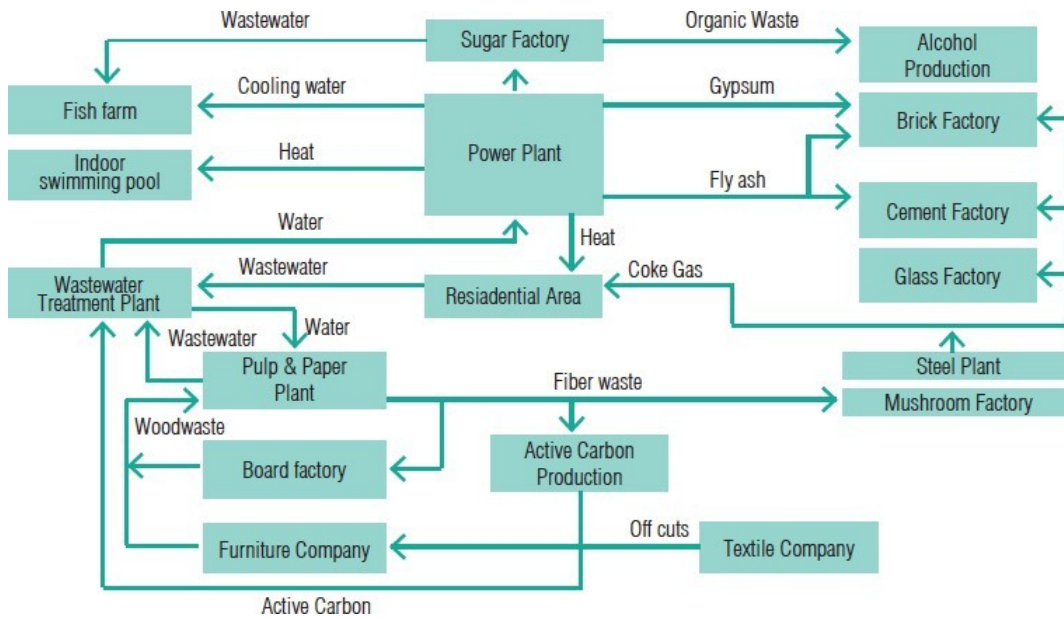 Wastewater
Sugar Factory
Organic Waste
Alcohol
Production
Fish farm
Cooling water
Power Plant
Gypsum
Brick Factory
Indoor
swimming pool
Heat
Fly ash
Cement Factory
Water
Heat
Wastewater
Treatment Plant
Wastewater
Resiadential Area
Coke Gas
Glass Factory
Wastewater
Water
Pulp & Paper
Plant
Fiber waste
Steel Plant
Mushroom Factory
Woodwaste
Board factory
Active Carbon
Production
Furniture Company
Off cuts
Textile Company
Active Carbon